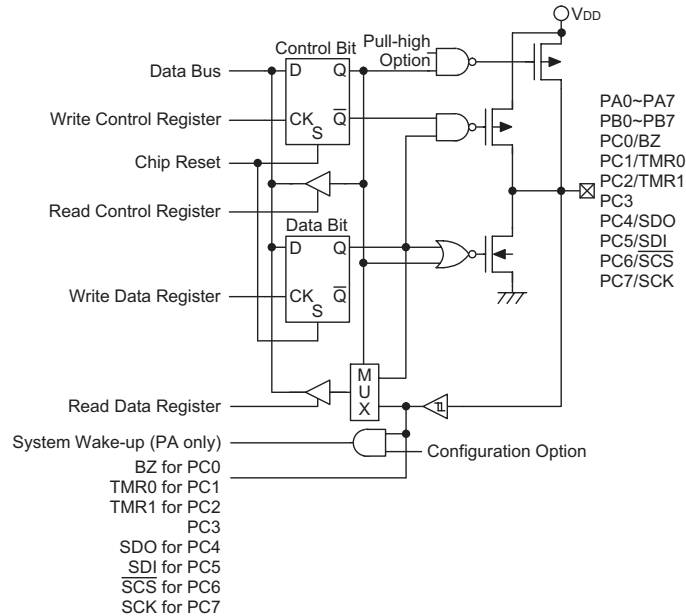 VDD
Control Bit
Pull-high
Option
Data Bus
D
Q
Write Control Register
CK
Q̅
S
Chip Reset
Read Control Register
Data Bit
D
Q
Write Data Register
CK
Q̅
S
M
U
X
Read Data Register
System Wake-up (PA only)
Configuration Option
BZ for PC0
TMR0 for PC1
TMR1 for PC2
PC3
SDO for PC4
SDI for PC5
S̅C̅S̅ for PC6
SCK for PC7
PA0~PA7
PB0~PB7
PC0/BZ
PC1/TMR0
PC2/TMR1
PC3
PC4/SDO
PC5/SDI
PC6/S̅C̅S̅
PC7/SCK